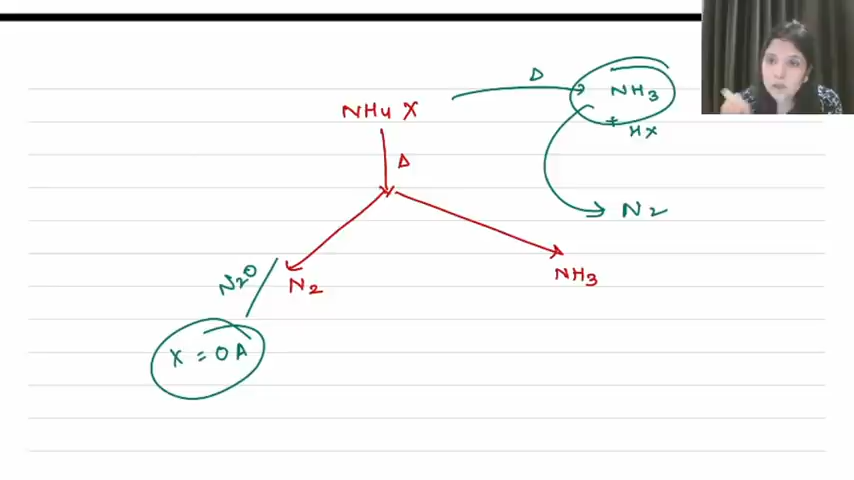 Δ
NH3
NH4 X
+ HX
Δ
N2
N2O
N2
NH3
X = OA